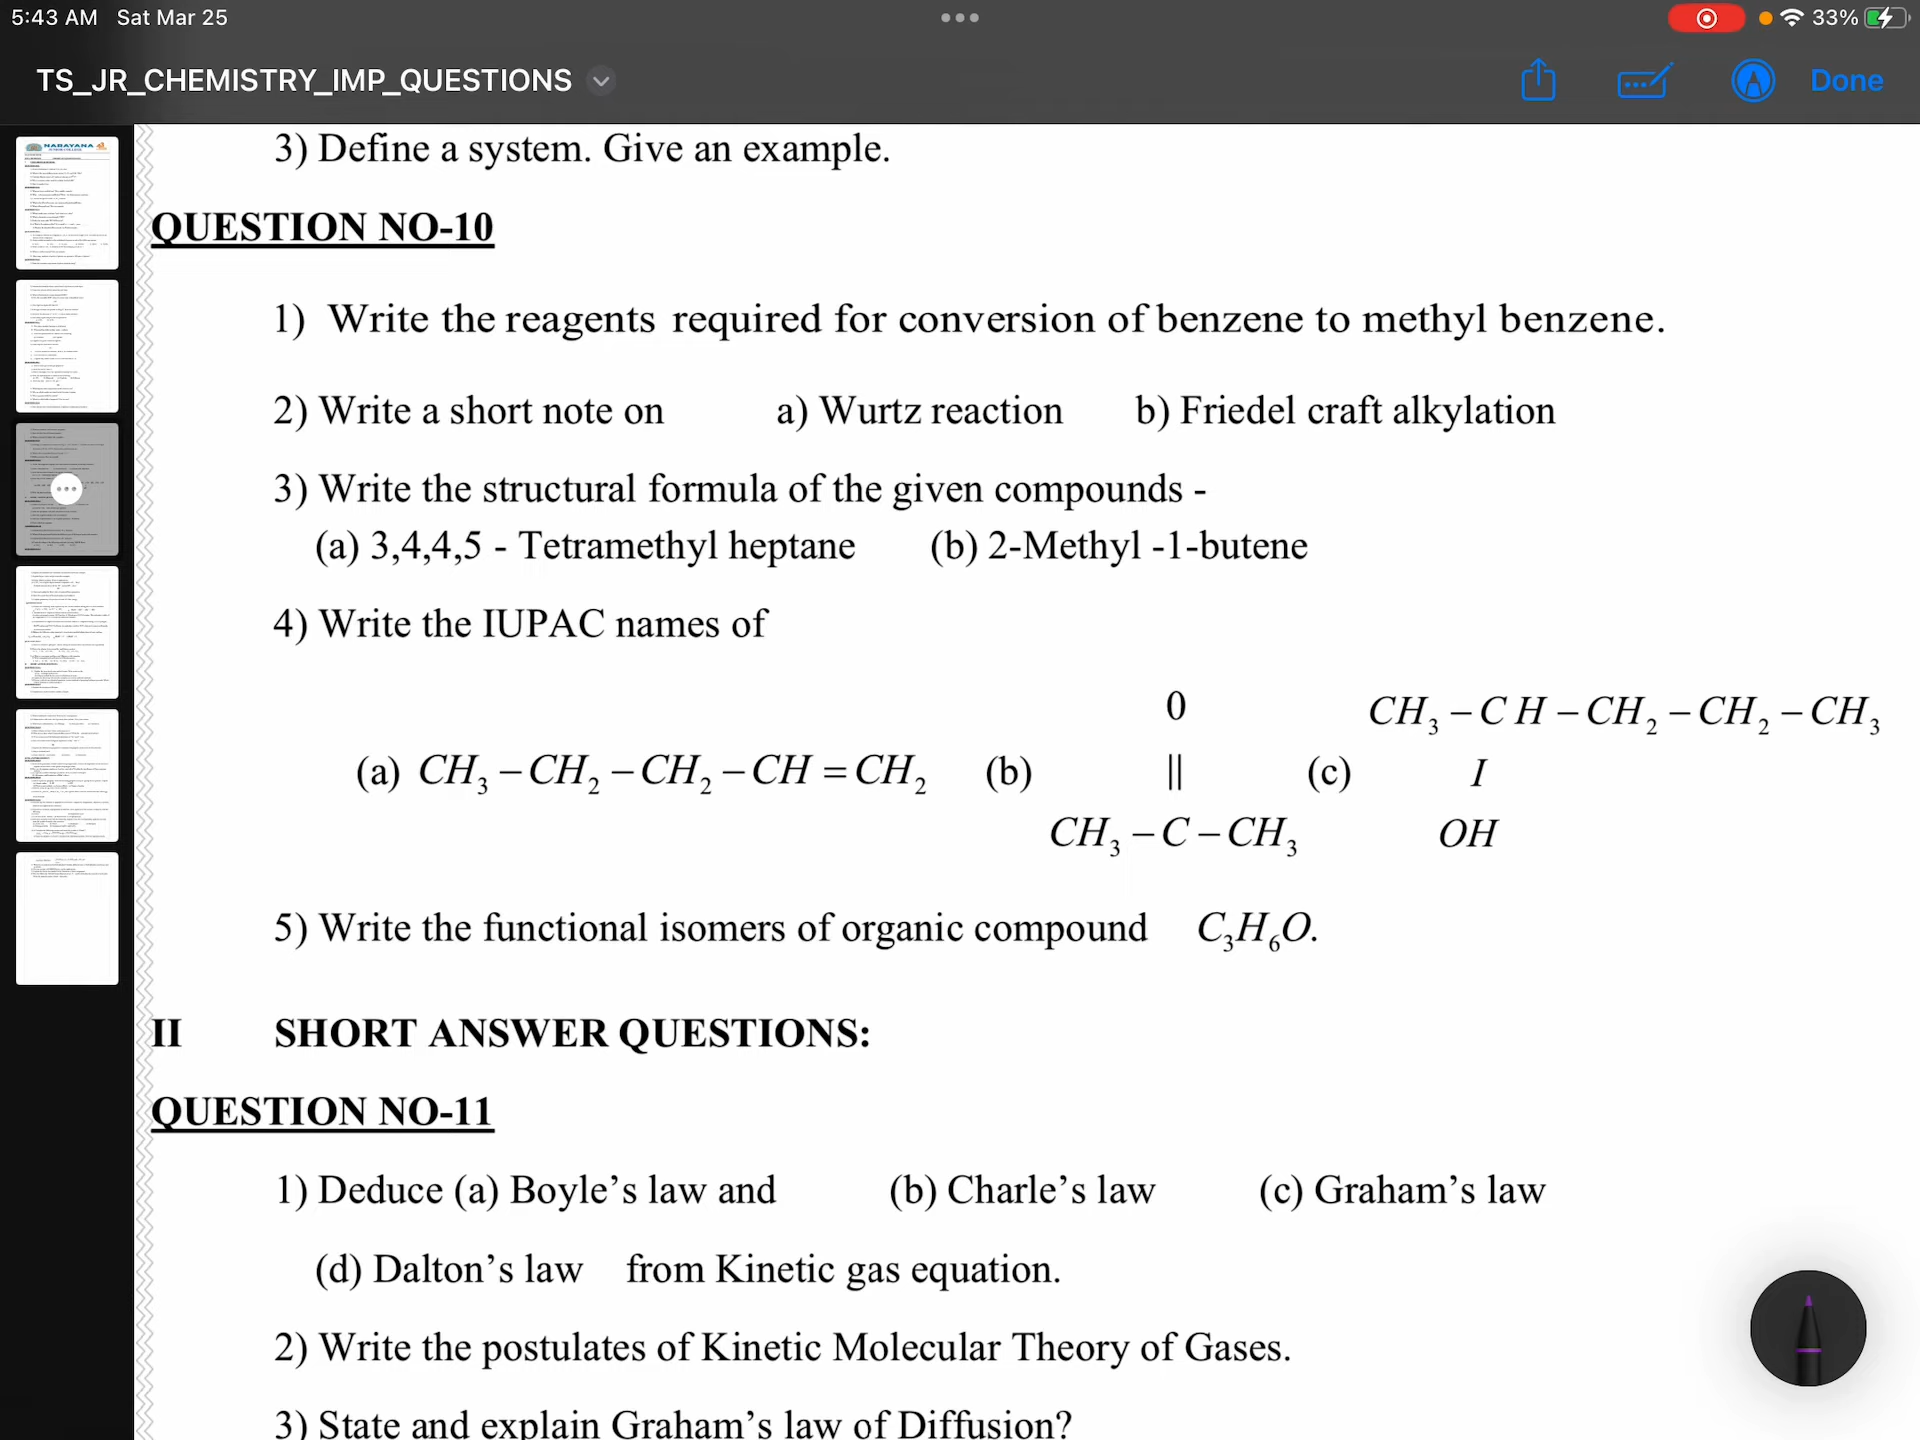 5:43 AM Sat Mar 25
33%
TS_JR_CHEMISTRY_IMP_QUESTIONS
Done
NARAYANA
3) Define a system. Give an example.
QUESTION NO-10
1) Write the reagents required for conversion of benzene to methyl benzene.
2) Write a short note on a) Wurtz reaction b) Friedel craft alkylation
3) Write the structural formula of the given compounds -
(a) 3,4,4,5 - Tetramethyl heptane (b) 2-Methyl -1-butene
4) Write the IUPAC names of
(a) CH₃ – CH₂ – CH₂ – CH = CH₂
(b)
0
||
CH₃ – C – CH₃
(c)
CH₃ – C H – CH₂ – CH₂ – CH₃
I
OH
5) Write the functional isomers of organic compound C₃H₆O.
II SHORT ANSWER QUESTIONS:
QUESTION NO-11
1) Deduce (a) Boyle’s law and (b) Charle’s law (c) Graham’s law
(d) Dalton’s law from Kinetic gas equation.
2) Write the postulates of Kinetic Molecular Theory of Gases.
3) State and explain Graham’s law of Diffusion?